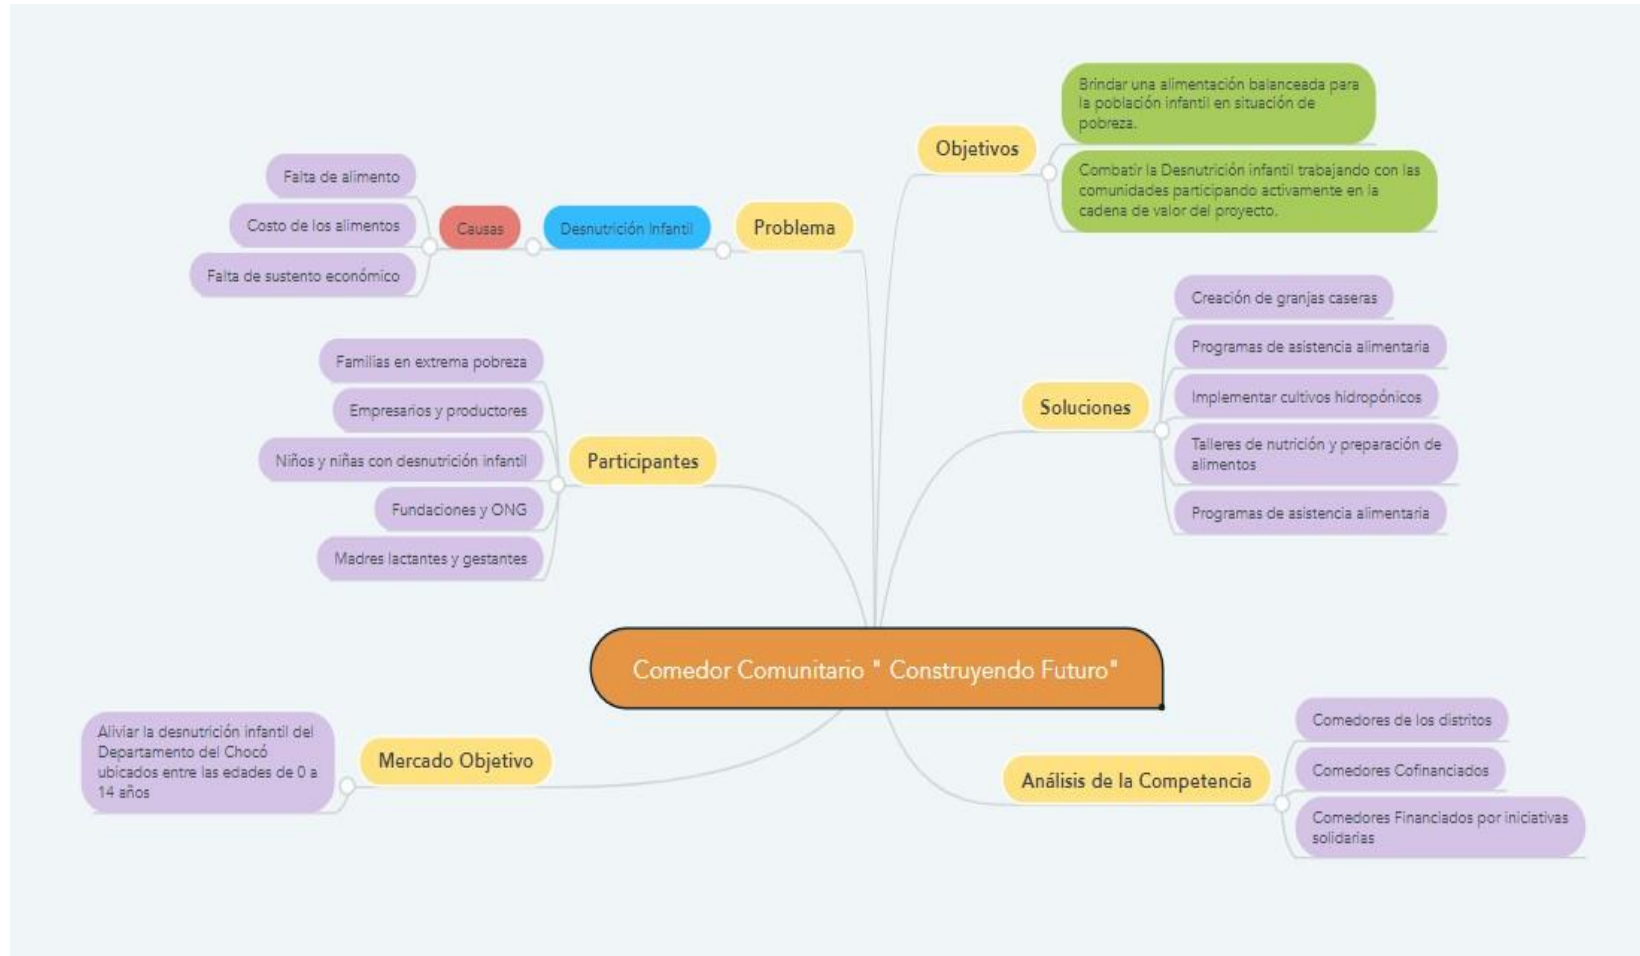 Comedor Comunitario " Construyendo Futuro"
Objetivos
Brindar una alimentación balanceada para
la población infantil en situación de
pobreza.
Combatir la Desnutrición infantil trabajando con las
comunidades participando activamente en la
cadena de valor del proyecto.
Problema
Desnutrición Infantil
Causas
Falta de alimento
Costo de los alimentos
Falta de sustento económico
Soluciones
Creación de granjas caseras
Programas de asistencia alimentaria
Implementar cultivos hidropónicos
Talleres de nutrición y preparación de
alimentos
Programas de asistencia alimentaria
Participantes
Familias en extrema pobreza
Empresarios y productores
Niños y niñas con desnutrición infantil
Fundaciones y ONG
Madres lactantes y gestantes
Mercado Objetivo
Aliviar la desnutrición infantil del
Departamento del Chocó
ubicados entre las edades de 0 a
14 años
Análisis de la Competencia
Comedores de los distritos
Comedores Cofinanciados
Comedores Financiados por iniciativas
solidarias